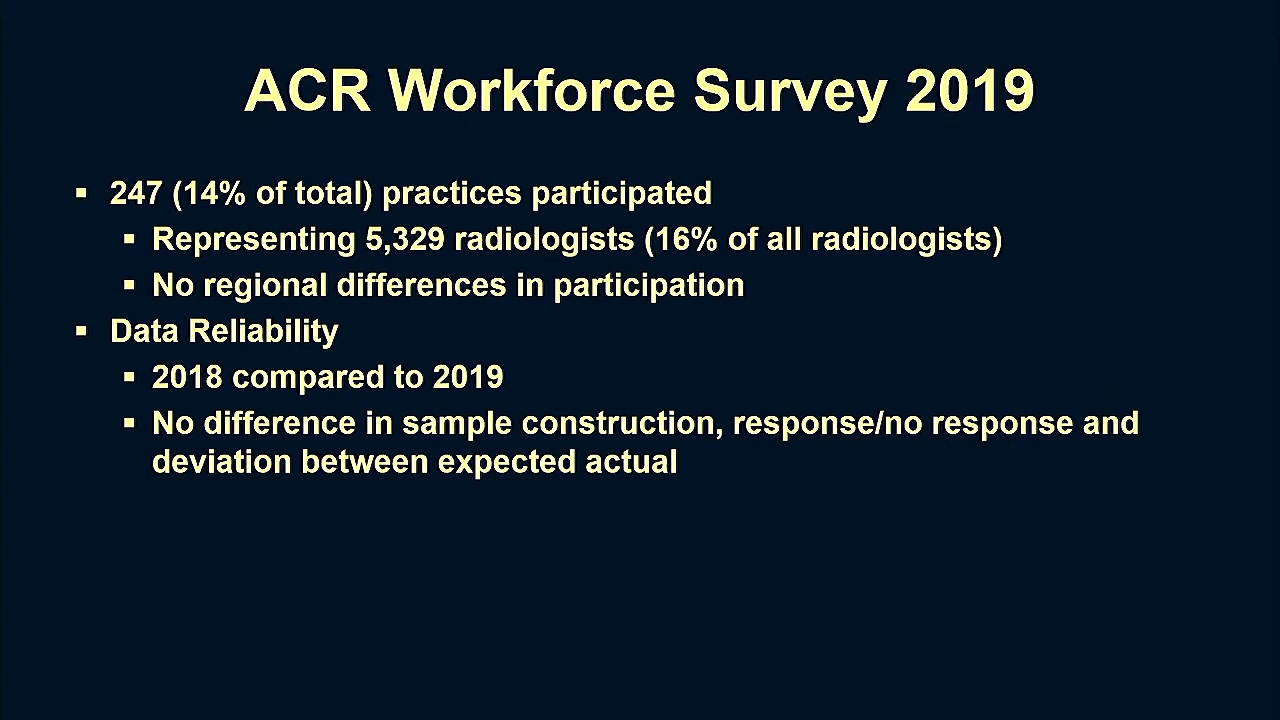 ACR Workforce Survey 2019
▪ 247 (14% of total) practices participated
▪ Representing 5,329 radiologists (16% of all radiologists)
▪ No regional differences in participation
▪ Data Reliability
▪ 2018 compared to 2019
▪ No difference in sample construction, response/no response and
deviation between expected actual